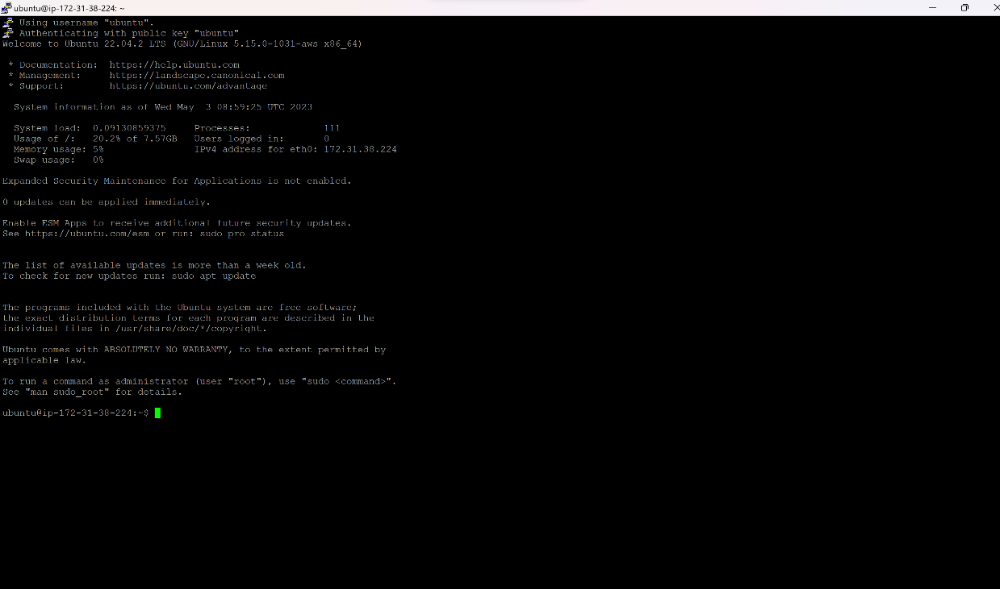 ubuntu@ip-172-31-38-224: ~
Using username "ubuntu".
Authenticating with public key "ubuntu"
Welcome to Ubuntu 22.04.2 LTS (GNU/Linux 5.15.0-1031-aws x86_64)
* Documentation:  https://help.ubuntu.com
* Management:     https://landscape.canonical.com
* Support:        https://ubuntu.com/advantage
System information as of Wed May  3 08:59:25 UTC 2023
System load:  0.09130859375     Processes:             111
Usage of /:   20.2% of 7.57GB   Users logged in:       0
Memory usage: 5%                IPv4 address for eth0: 172.31.38.224
Swap usage:   0%
Expanded Security Maintenance for Applications is not enabled.
0 updates can be applied immediately.
Enable ESM Apps to receive additional future security updates.
See https://ubuntu.com/esm or run: sudo pro status
The list of available updates is more than a week old.
To check for new updates run: sudo apt update
The programs included with the Ubuntu system are free software;
the exact distribution terms for each program are described in the
individual files in /usr/share/doc/*/copyright.
Ubuntu comes with ABSOLUTELY NO WARRANTY, to the extent permitted by
applicable law.
To run a command as administrator (user "root"), use "sudo <command>".
See "man sudo_root" for details.
ubuntu@ip-172-31-38-224:~$